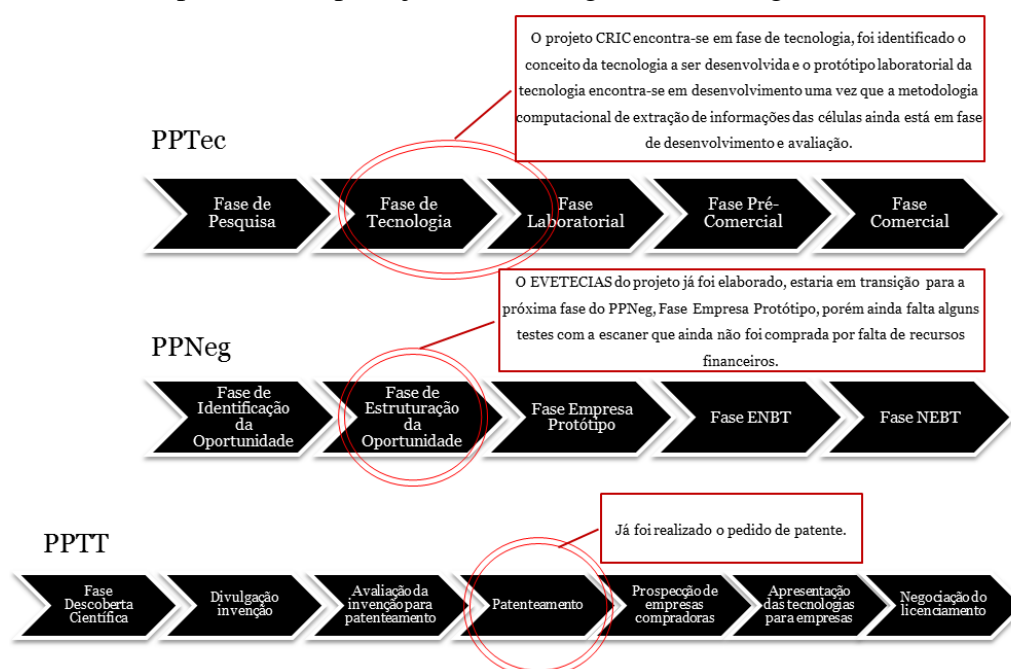 O projeto CRIC encontra-se em fase de tecnologia, foi identificado o
conceito da tecnologia a ser desenvolvida e o protótipo laboratorial da
tecnologia encontra-se em desenvolvimento uma vez que a metodologia
computacional de extração de informações das células ainda está em fase
de desenvolvimento e avaliação.
PPTec
Fase de
Pesquisa
Fase de
Tecnologia
Fase
Laboratorial
Fase Pré-
Comercial
Fase
Comercial
O EVETECIAS do projeto já foi elaborado, estaria em transição para a
próxima fase do PPNeg, Fase Empresa Protótipo, porém ainda falta alguns
testes com a escaner que ainda não foi comprada por falta de recursos
financeiros.
PPNeg
Fase de
Identificação
da
Oportunidade
Fase de
Estruturação
da
Oportunidade
Fase Empresa
Protótipo
Fase ENBT
Fase NEBT
Já foi realizado o pedido de patente.
PPTT
Fase
Descoberta
Científica
Divulgação
invenção
Avaliação da
invenção para
patenteamento
Patenteamento
Prospecção de
empresas
compradoras
Apresentação
das tecnologias
para empresas
Negociação do
licenciamento